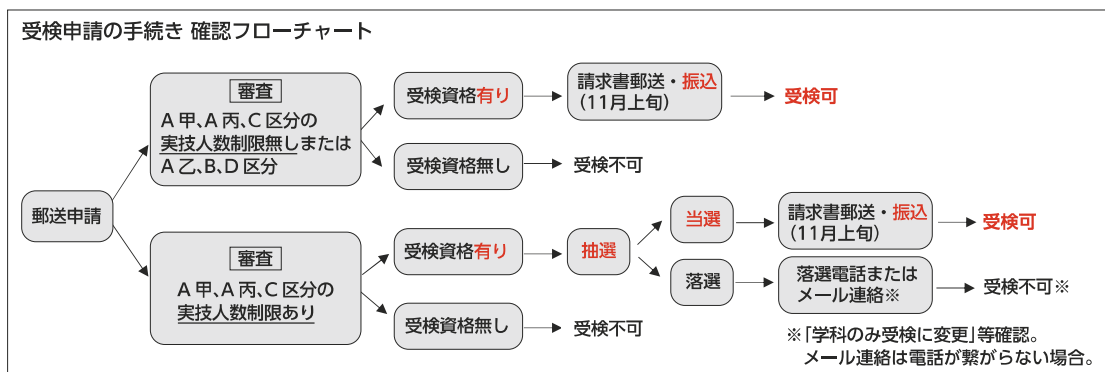 受検申請の手続き 確認フローチャート
郵送申請
審査
A 甲、A 丙、C 区分の
実技人数制限無しまたは
A 乙、B、D 区分
受検資格有り
請求書郵送・振込
(11月上旬)
受検可
受検資格無し
受検不可
審査
A 甲、A 丙、C 区分の
実技人数制限あり
受検資格有り
抽選
当選
請求書郵送・振込
(11月上旬)
受検可
落選
落選電話または
メール連絡※
受検不可※
受検資格無し
受検不可
※「学科のみ受検に変更」等確認。
メール連絡は電話が繋がらない場合。